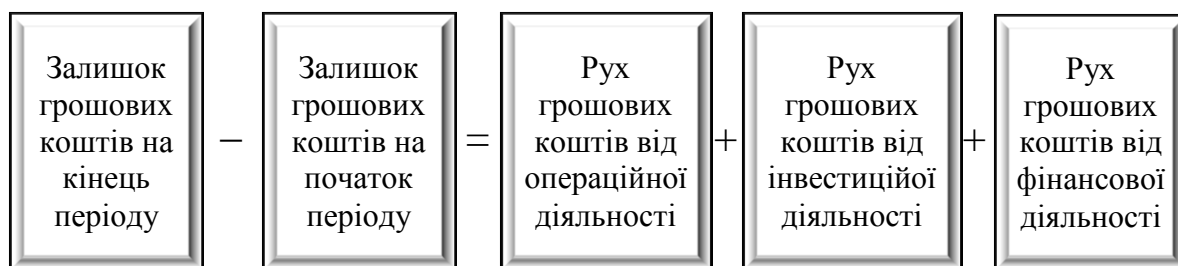 Залишок
грошових
коштів на
кінець
періоду
–
Залишок
грошових
коштів на
початок
періоду
=
Рух
грошових
коштів від
операційної
діяльності
+
Рух
грошових
коштів від
інвестиційої
діяльності
+
Рух
грошових
коштів від
фінансової
діяльності